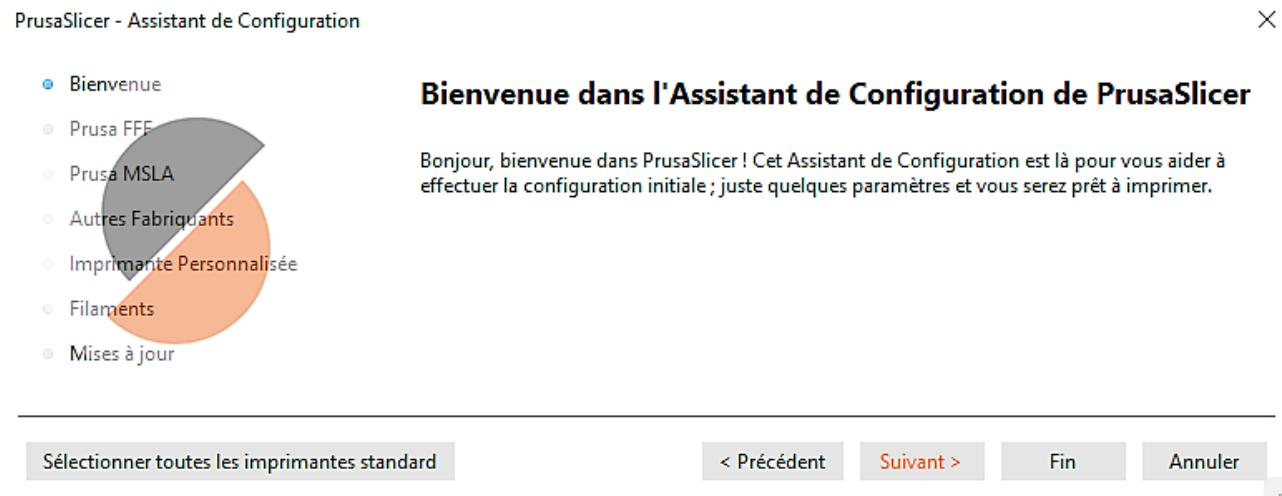 PrusaSlicer - Assistant de Configuration
Bienvenue
Prusa FFF
Prusa MSLA
Autres Fabriquants
Imprimante Personnalisée
Filaments
Mises à jour
Bienvenue dans l'Assistant de Configuration de PrusaSlicer
Bonjour, bienvenue dans PrusaSlicer ! Cet Assistant de Configuration est là pour vous aider à
effectuer la configuration initiale ; juste quelques paramètres et vous serez prêt à imprimer.
Sélectionner toutes les imprimantes standard
< Précédent
Suivant >
Fin
Annuler